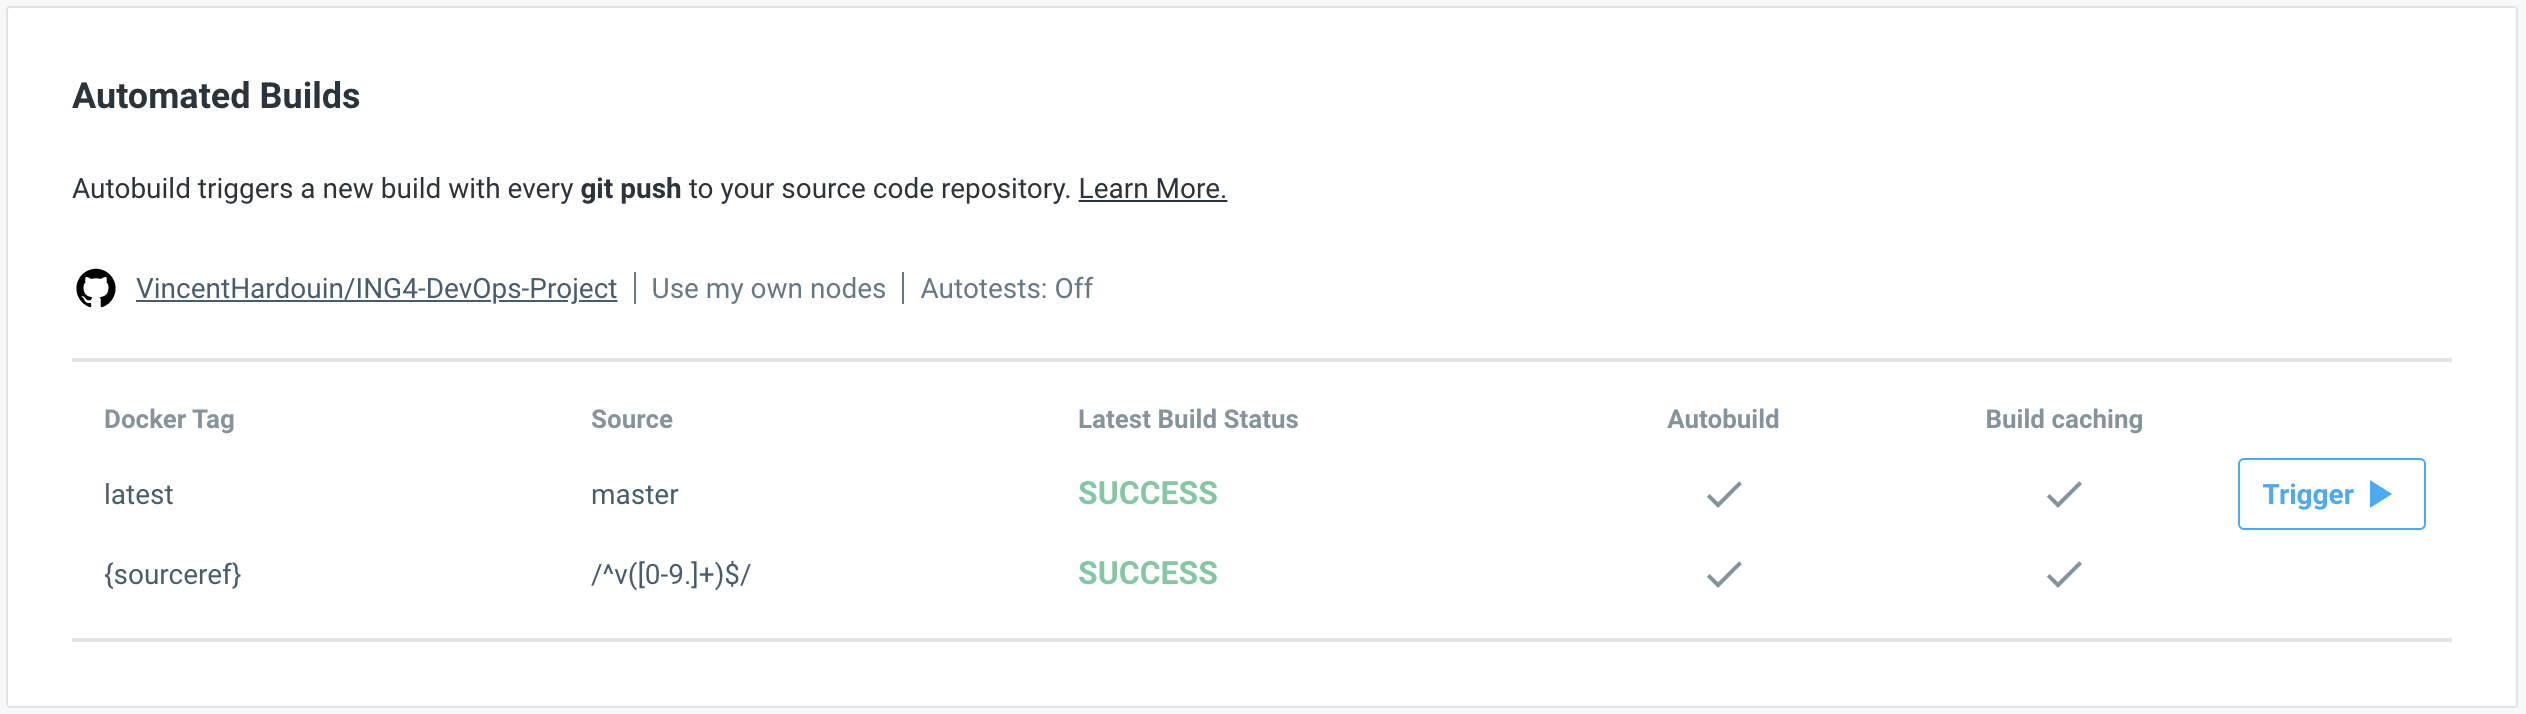 Automated Builds
Autobuild triggers a new build with every git push to your source code repository. Learn More.
VincentHardouin/ING4-DevOps-Project | Use my own nodes | Autotests: Off
Docker Tag Source Latest Build Status Autobuild Build caching
latest master SUCCESS Trigger
{sourceref} /^v([0-9.]+)$/ SUCCESS